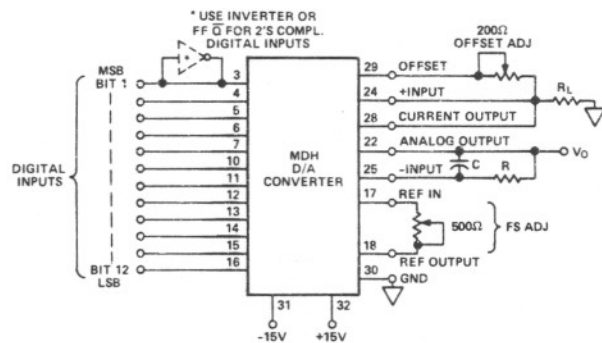 * USE INVERTER OR
FF Q̅ FOR 2'S COMPL.
DIGITAL INPUTS
200Ω
OFFSET ADJ
MSB
BIT 1
3
4
5
6
7
10
11
12
13
14
15
16
BIT 12
LSB
DIGITAL
INPUTS
*
MDH
D/A
CONVERTER
29 OFFSET
24 +INPUT
28 CURRENT OUTPUT
22 ANALOG OUTPUT
25 -INPUT
17 REF IN
18 REF OUTPUT
30 GND
RL
VO
C
R
500Ω
FS ADJ
31
32
-15V
+15V